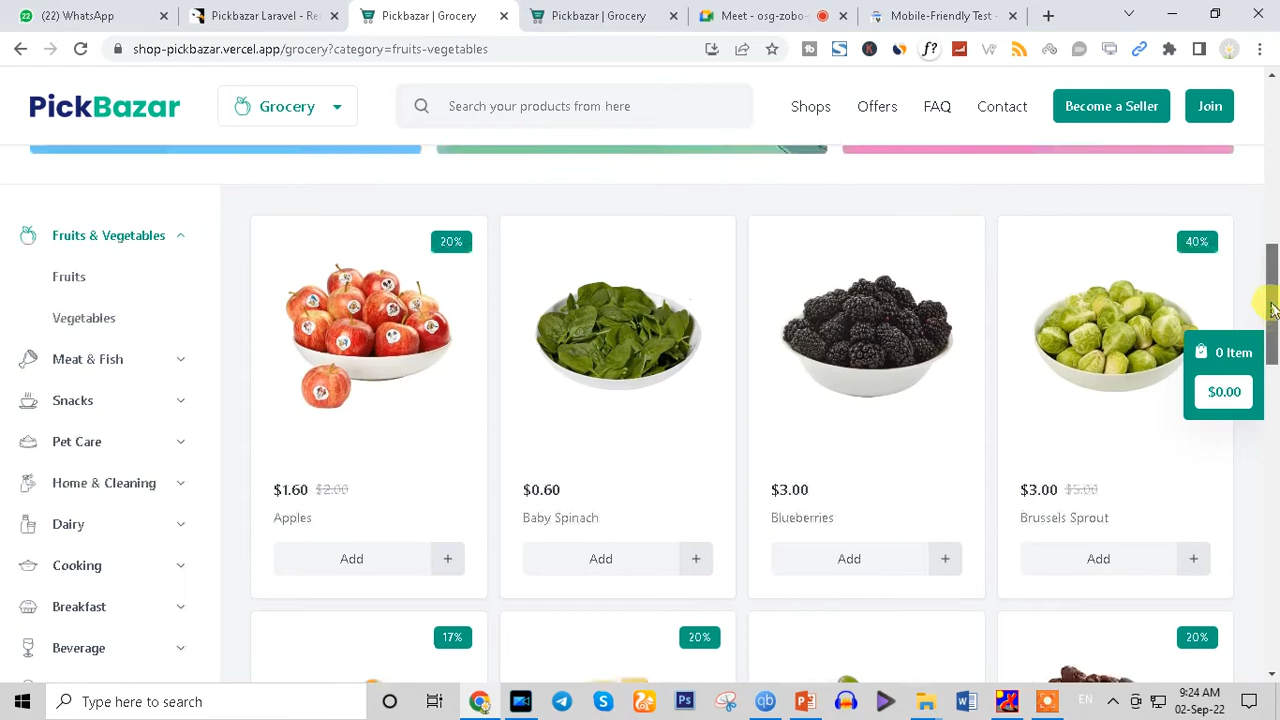 (22) WhatsApp
Pickbazar Laravel - Re
Pickbazar | Grocery
Pickbazar | Grocery
Meet - osg-zobo
Mobile-Friendly Test -
shop-pickbazar.vercel.app/grocery?category=fruits-vegetables
PickBazar
Grocery
Search your products from here
Shops
Offers
FAQ
Contact
Become a Seller
Join
Fruits & Vegetables
Fruits
Vegetables
Meat & Fish
Snacks
Pet Care
Home & Cleaning
Dairy
Cooking
Breakfast
Beverage
20%
40%
0 Item
$0.00
$1.60 $2.00
Apples
Add +
$0.60
Baby Spinach
Add +
$3.00
Blueberries
Add +
$3.00 $5.00
Brussels Sprout
Add +
17%
20%
20%
Type here to search
EN
9:24 AM
02-Sep-22